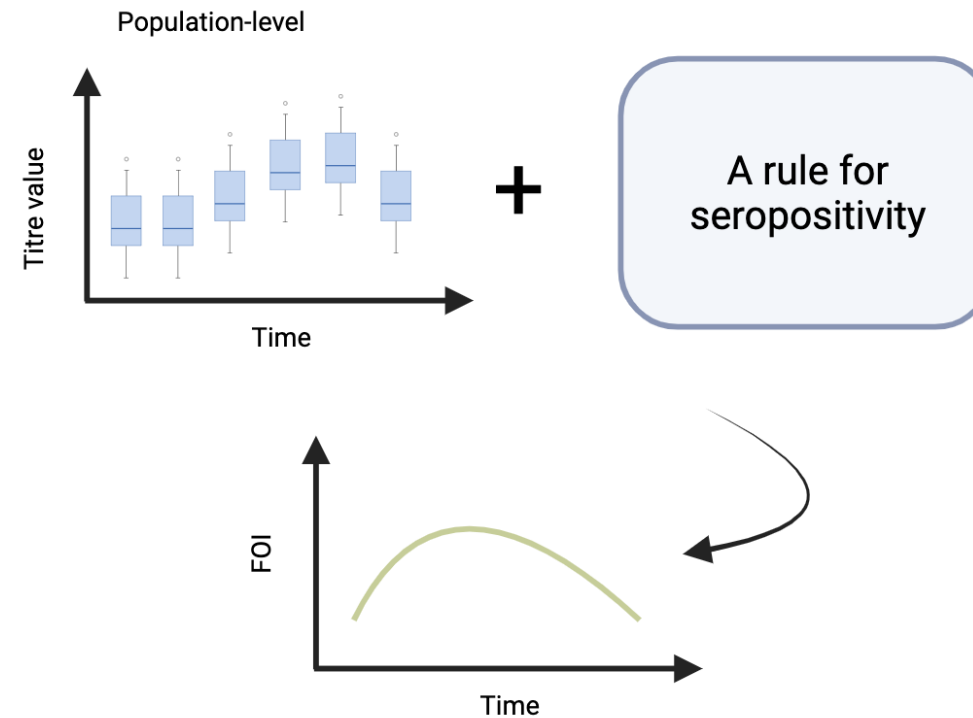 Population-level
Titre value
Time
+
A rule for
seropositivity
FOI
Time